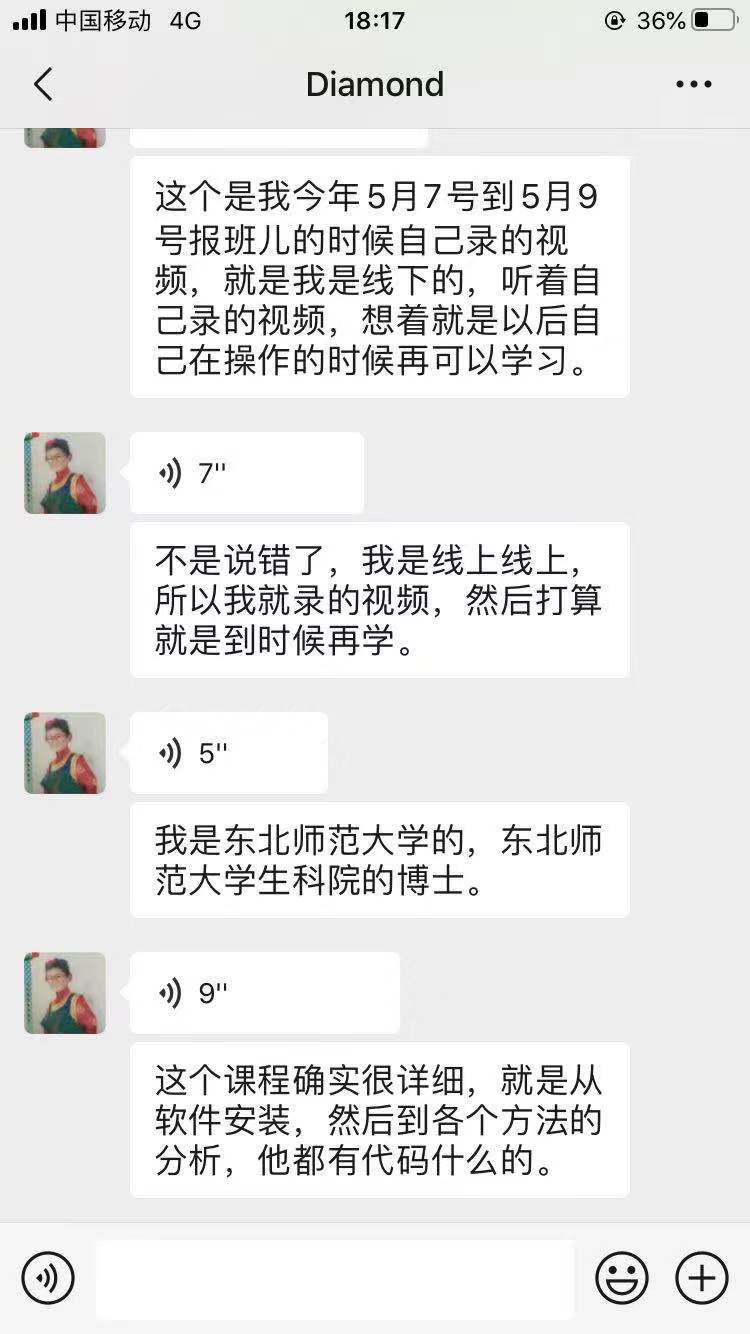 中国移动 4G 18:17 36%
Diamond
这个是我今年5月7号到5月9
号报班儿的时候自己录的视
频，就是我是线下的，听着自
己录的视频，想着就是以后自
己在操作的时候再可以学习。
7''
不是说错了，我是线上线上，
所以我就录的视频，然后打算
就是到时候再学。
5''
我是东北师范大学的，东北师
范大学生科院的博士。
9''
这个课程确实很详细，就是从
软件安装，然后到各个方法的
分析，他都有代码什么的。